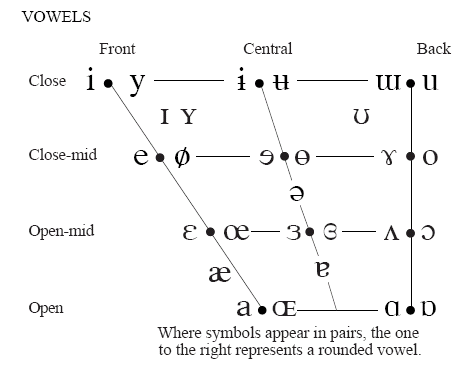 VOWELS
Front Central Back
Close i y ɨ ʉ ɯ u
ɪ ʏ ʊ
Close-mid e ø ɘ ɵ ɤ o
ə
Open-mid ɛ œ ɜ ɞ ʌ ɔ
æ ɐ
Open a ɶ ɑ ɒ
Where symbols appear in pairs, the one
to the right represents a rounded vowel.